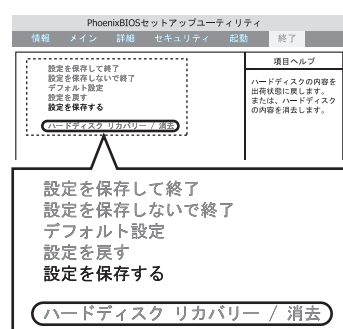 PhoenixBIOSセットアップユーティリティ
情報 メイン 詳細 セキュリティ 起動 終了
設定を保存して終了
設定を保存しないで終了
デフォルト設定
設定を戻す
設定を保存する
ハードディスク リカバリー / 消去
項目ヘルプ
ハードディスクの内容を
出荷状態に戻します。
または、ハードディスク
の内容を消去します。
設定を保存して終了
設定を保存しないで終了
デフォルト設定
設定を戻す
設定を保存する
ハードディスク リカバリー / 消去